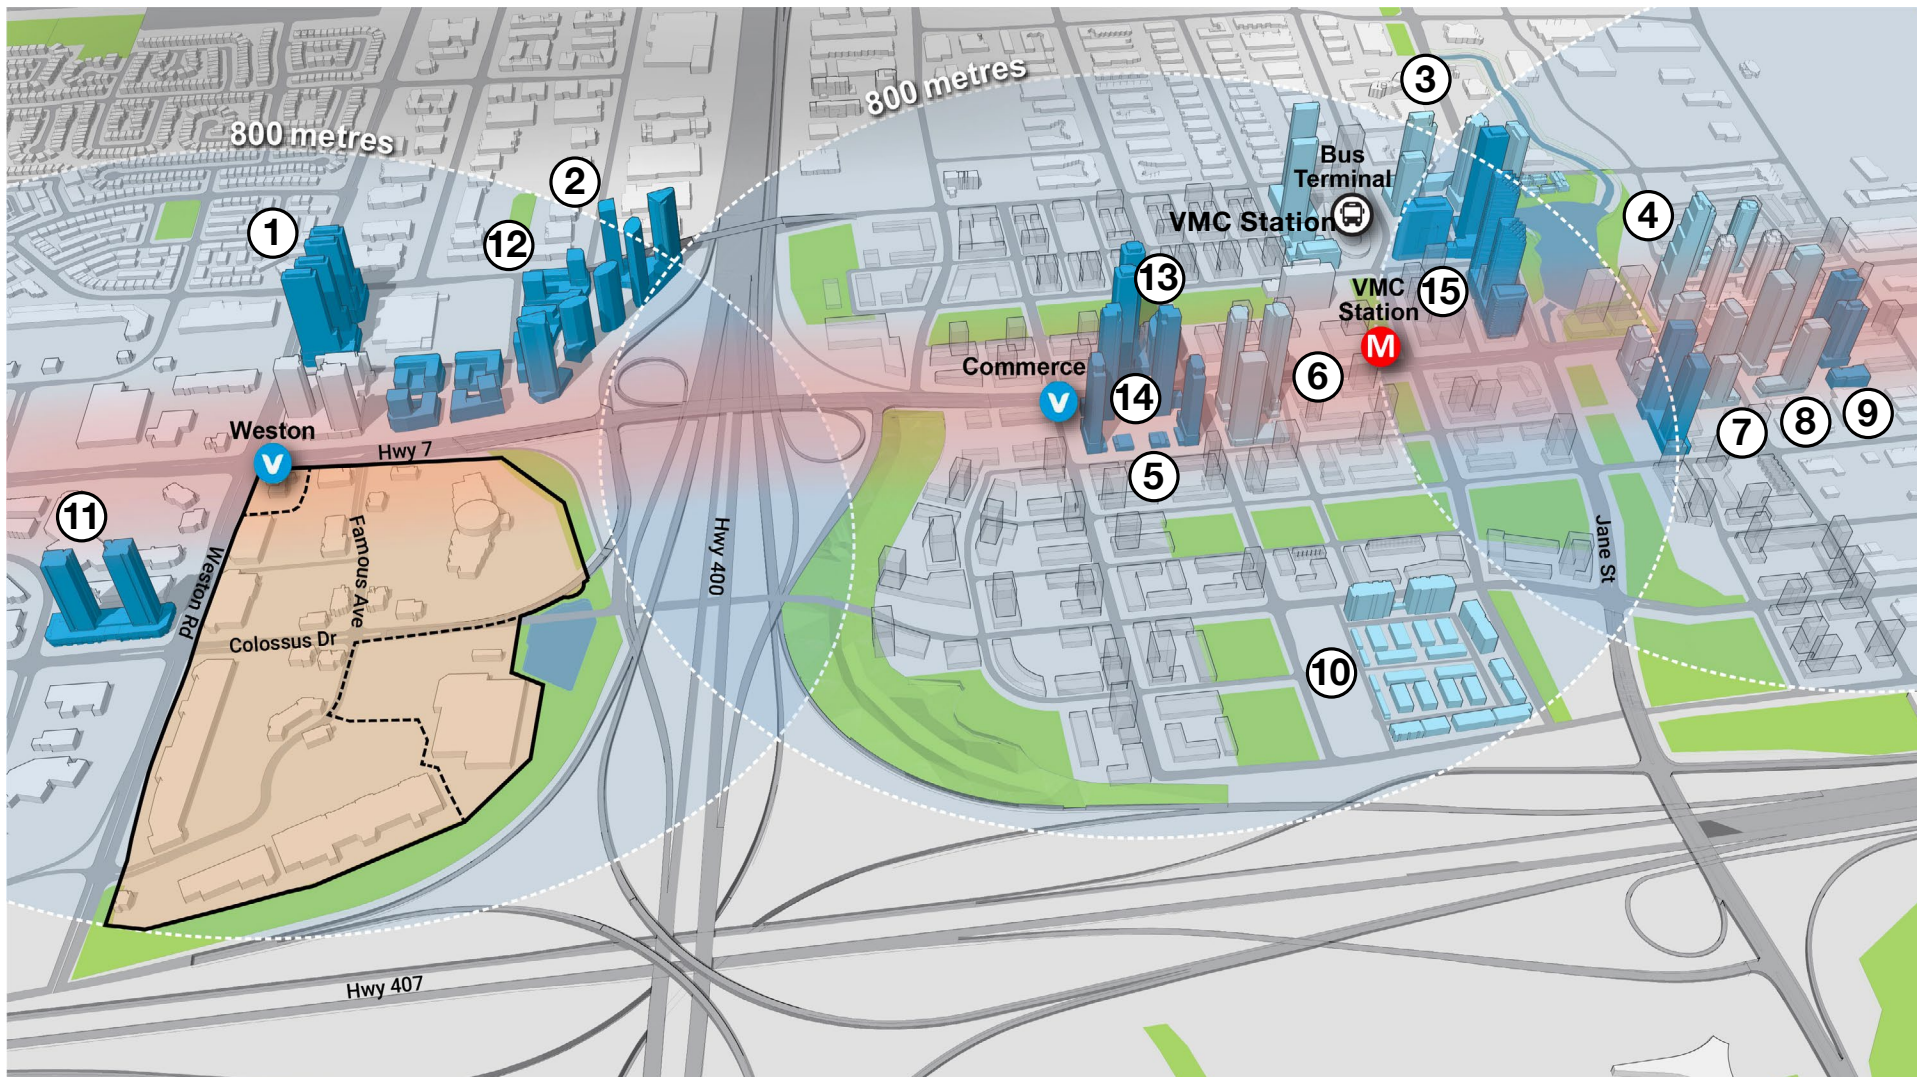 3
800 metres
800 metres
Bus
Terminal
2
VMC Station
4
1
12
13
VMC
Station
15
M
Commerce
V
14
6
9
8
7
Weston
V
Hwy 7
5
11
Famous Ave
Hwy 400
Jane St
Weston Rd
Colossus Dr
10
Hwy 407